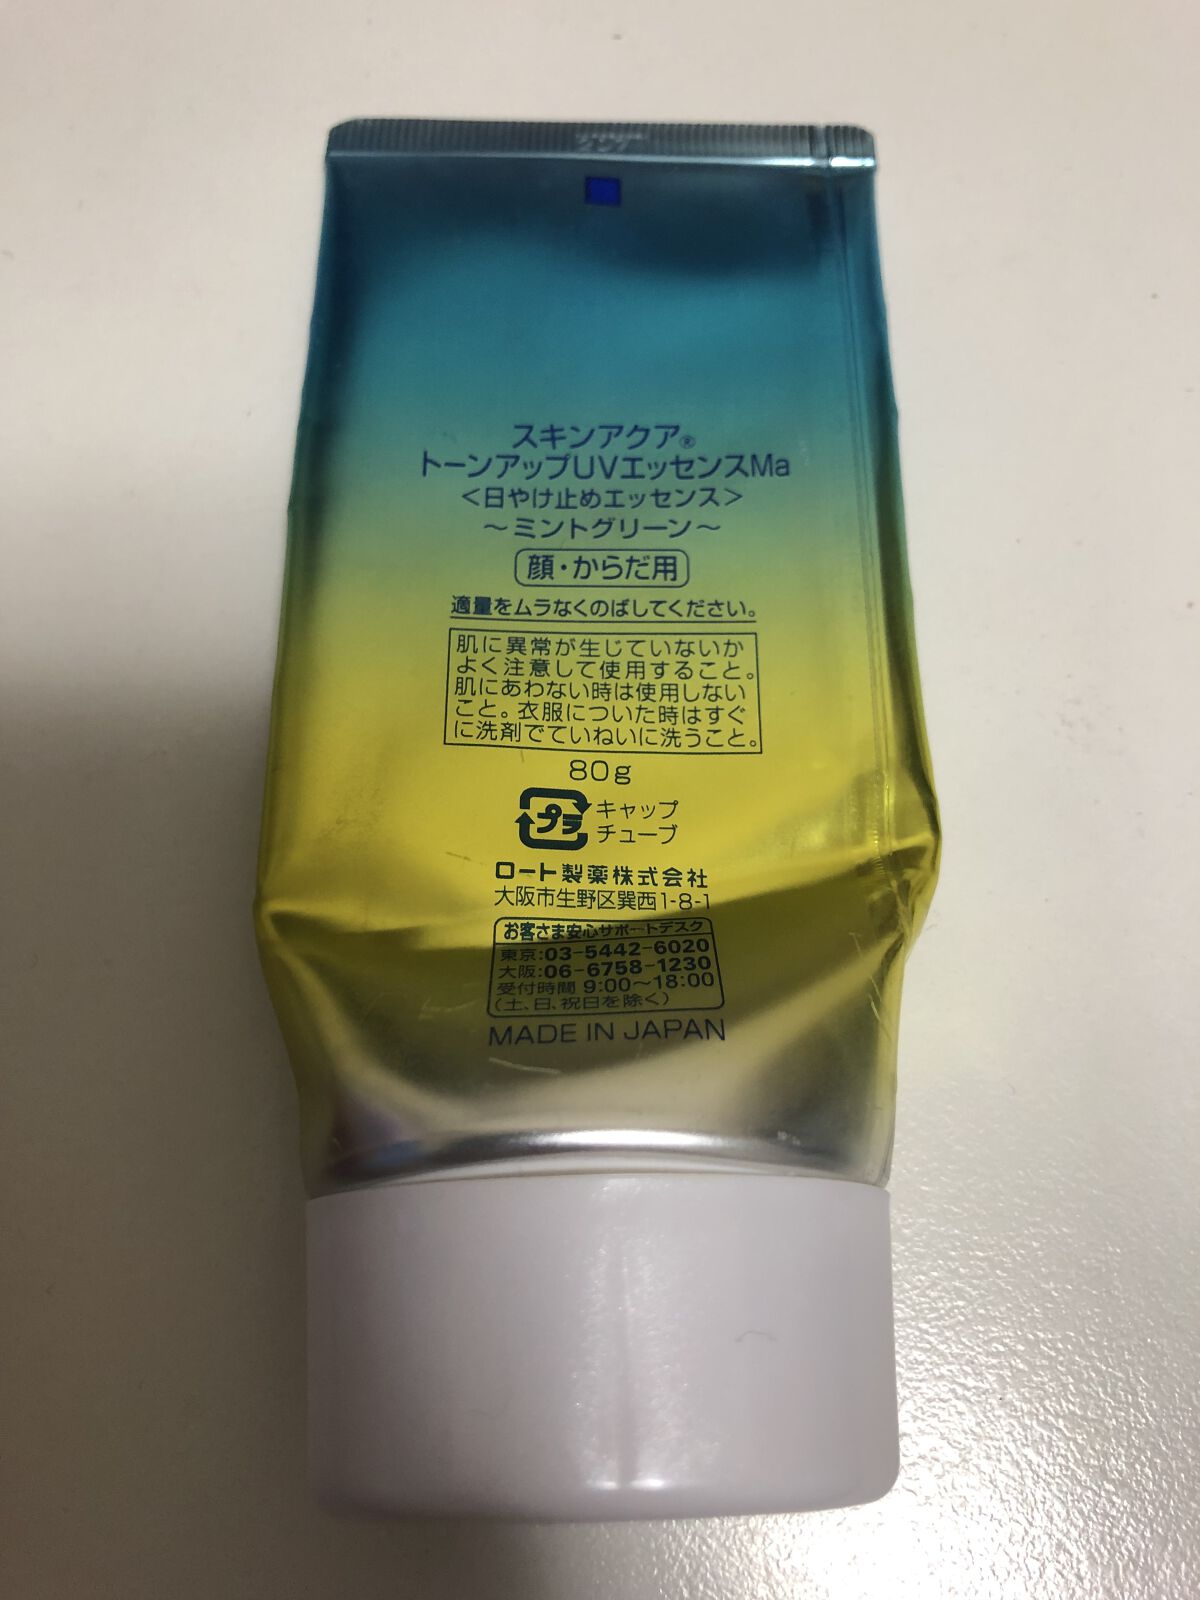 スキンアクア®
トーンアップUVエッセンスMa
<日やけ止めエッセンス>
～ミントグリーン～
顔・からだ用
適量をムラなくのばしてください。
肌に異常が生じていないか
よく注意して使用すること。
肌にあわない時は使用しない
こと。衣服についた時はすぐ
に洗剤でていねいに洗うこと。
80g
プラ キャップ
チューブ
ロート製薬株式会社
大阪市生野区巽西1-8-1
お客さま安心サポートデスク
東京:03-5442-6020
大阪:06-6758-1230
受付時間 9:00～18:00
(土、日、祝日を除く)
MADE IN JAPAN